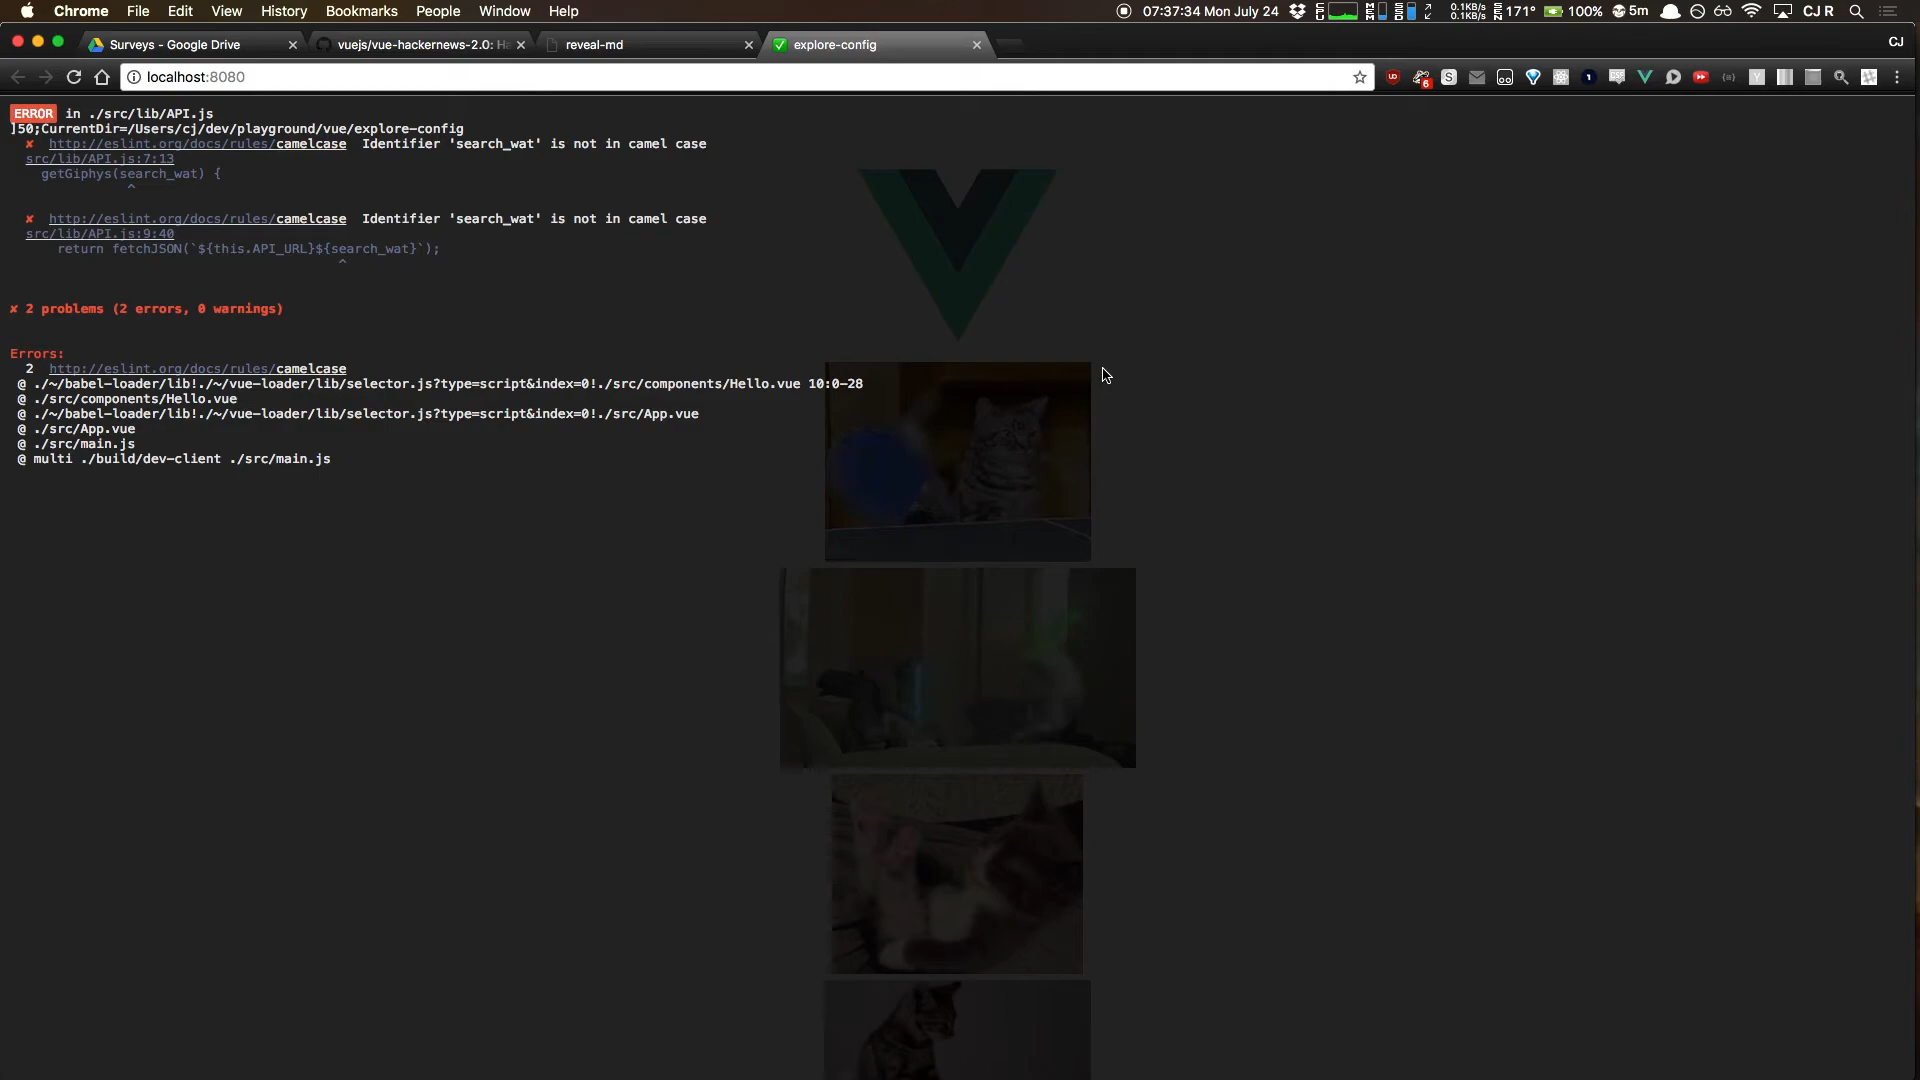 Chrome File Edit View History Bookmarks People Window Help
07:37:34 Mon July 24
0.1KB/s
0.1KB/s
171° 100% 5m CJ R
Surveys - Google Drive
vuejs/vue-hackernews-2.0: Ha
reveal-md
explore-config
CJ
localhost:8080
ERROR in ./src/lib/API.js
]50;CurrentDir=/Users/cj/dev/playground/vue/explore-config
✘ http://eslint.org/docs/rules/camelcase Identifier 'search_wat' is not in camel case
src/lib/API.js:7:13
getGiphys(search_wat) {
^
✘ http://eslint.org/docs/rules/camelcase Identifier 'search_wat' is not in camel case
src/lib/API.js:9:40
return fetchJSON(`${this.API_URL}${search_wat}`);
^
✘ 2 problems (2 errors, 0 warnings)
Errors:
2 http://eslint.org/docs/rules/camelcase
@ ./~/babel-loader/lib!./~/vue-loader/lib/selector.js?type=script&index=0!./src/components/Hello.vue 10:0-28
@ ./src/components/Hello.vue
@ ./~/babel-loader/lib!./~/vue-loader/lib/selector.js?type=script&index=0!./src/App.vue
@ ./src/App.vue
@ ./src/main.js
@ multi ./build/dev-client ./src/main.js